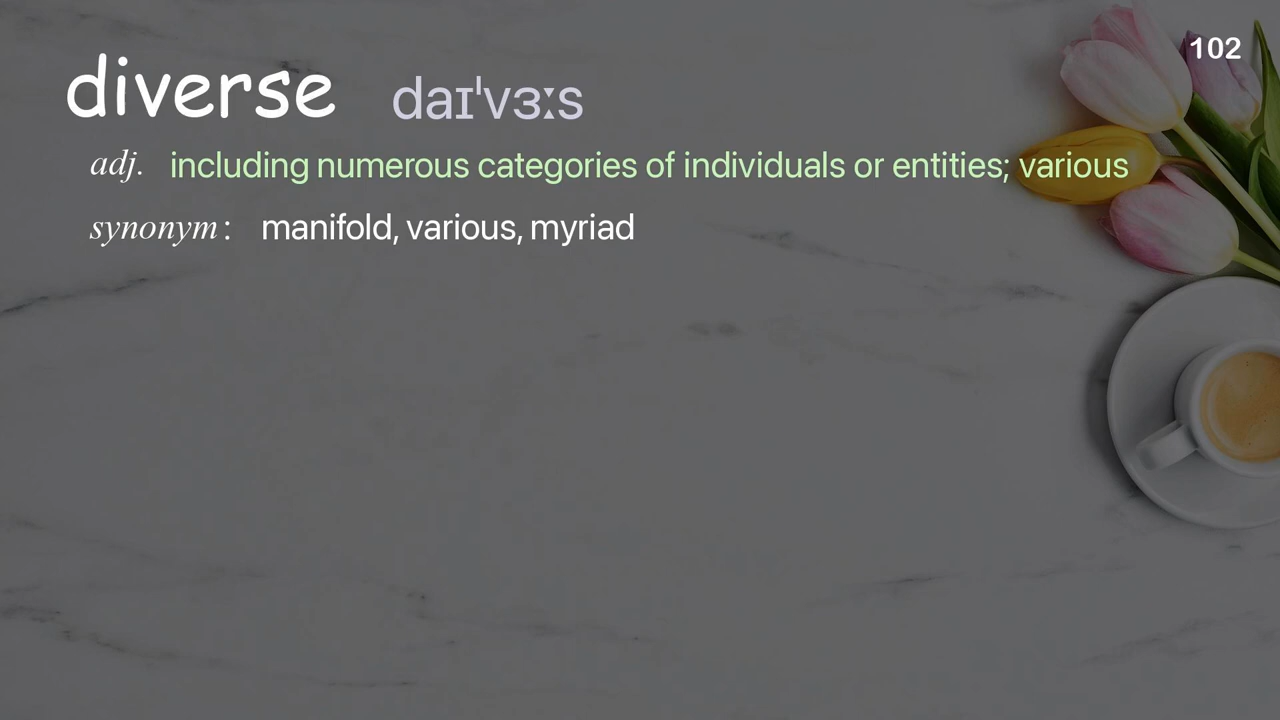 102
diverse daɪˈvɜːs
adj. including numerous categories of individuals or entities; various
synonym: manifold, various, myriad